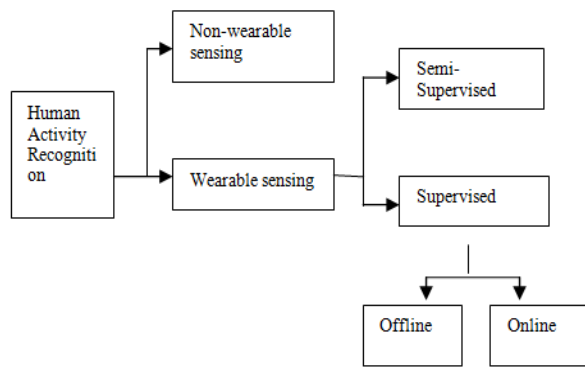 Non-wearable
sensing
Semi-
Supervised
Human
Activity
Recogniti
on
Wearable sensing
Supervised
Offline
Online